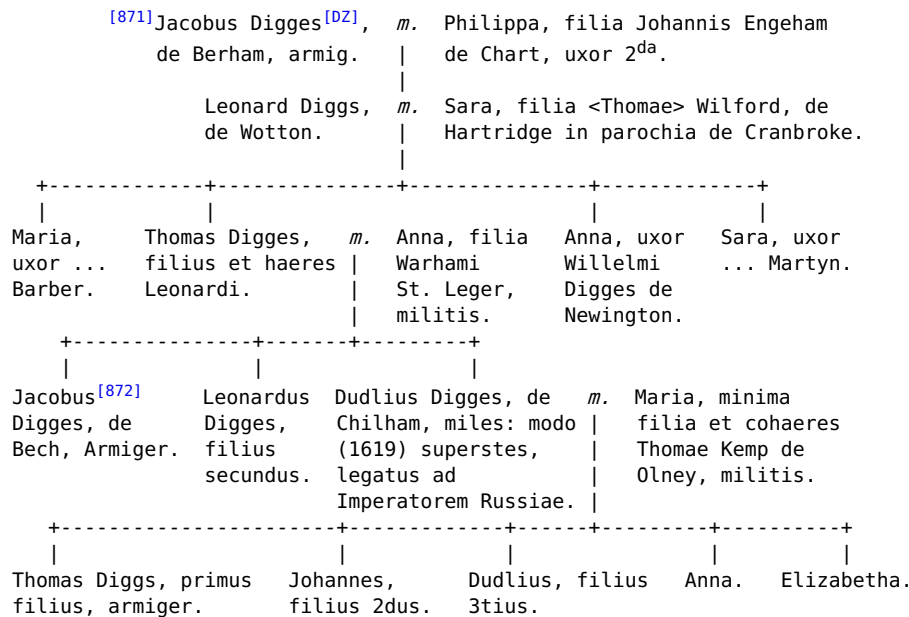 [871]Jacobus Digges[DZ], m. Philippa, filia Johannis Engeham
de Berham, armig. | de Chart, uxor 2da.
|
Leonard Diggs, m. Sara, filia <Thomae> Wilford, de
de Wotton. | Hartridge in parochia de Cranbroke.
|
+-------------+---------------+---------------+-------------+
| | | |
Maria, Thomas Digges, m. Anna, filia Anna, uxor Sara, uxor
uxor ... filius et haeres | Warhami Willelmi ... Martyn.
Barber. Leonardi. | St. Leger, Digges de
| militis. Newington.
+---------------+-------+---------+
| | |
Jacobus[872] Leonardus Dudlius Digges, de m. Maria, minima
Digges, de Digges, Chilham, miles: modo | filia et cohaeres
Bech, Armiger. filius (1619) superstes, | Thomae Kemp de
secundus. legatus ad | Olney, militis.
Imperatorem Russiae. |
+-----------------------+-------------+------+---------+----------+
| | | | |
Thomas Diggs, primus Johannes, Dudlius, filius Anna. Elizabetha.
filius, armiger. filius 2dus. 3tius.